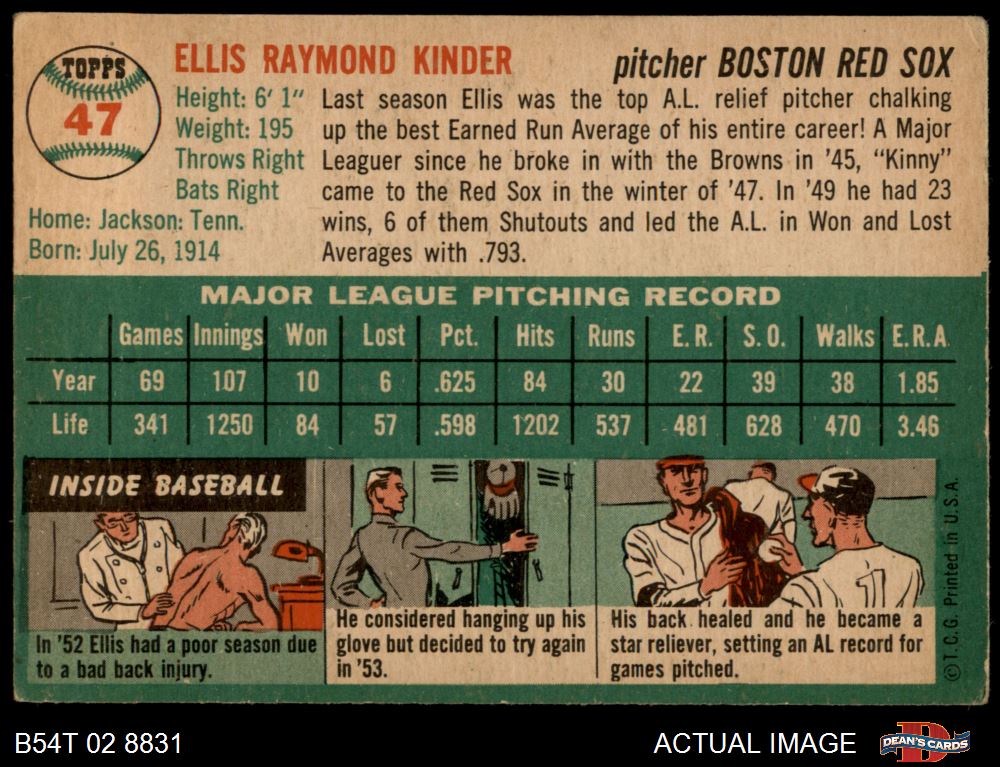 TOPPS
47
ELLIS RAYMOND KINDER
pitcher BOSTON RED SOX
Height: 6' 1"
Weight: 195
Throws Right
Bats Right
Home: Jackson: Tenn.
Born: July 26, 1914
Last season Ellis was the top A.L. relief pitcher chalking
up the best Earned Run Average of his entire career! A Major
Leaguer since he broke in with the Browns in '45, "Kinny"
came to the Red Sox in the winter of '47. In '49 he had 23
wins, 6 of them Shutouts and led the A.L. in Won and Lost
Averages with .793.
MAJOR LEAGUE PITCHING RECORD
Games Innings Won Lost Pct. Hits Runs E.R. S.O. Walks E.R.A.
Year 69 107 10 6 .625 84 30 22 39 38 1.85
Life 341 1250 84 57 .598 1202 537 481 628 470 3.46
INSIDE BASEBALL
In '52 Ellis had a poor season due
to a bad back injury.
He considered hanging up his
glove but decided to try again
in '53.
1
His back healed and he became a
star reliever, setting an AL record for
games pitched.
© T.C.G. Printed in U.S.A.
B54T 02 8831
ACTUAL IMAGE
D
DEAN'S CARDS